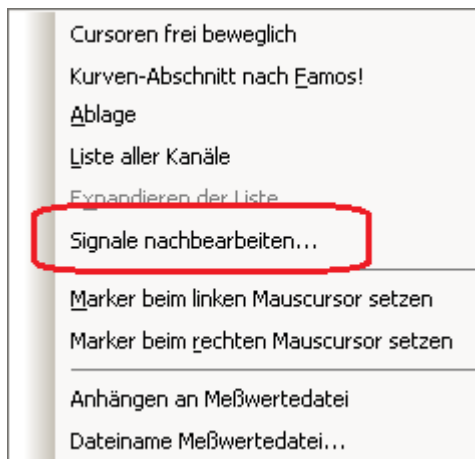 Cursoren frei beweglich
Kurven-Abschnitt nach Famos!
Ablage
Liste aller Kanäle
Expandieren der Liste
Signale nachbearbeiten...
Marker beim linken Mauscursor setzen
Marker beim rechten Mauscursor setzen
Anhängen an Meßwertedatei
Dateiname Meßwertedatei...